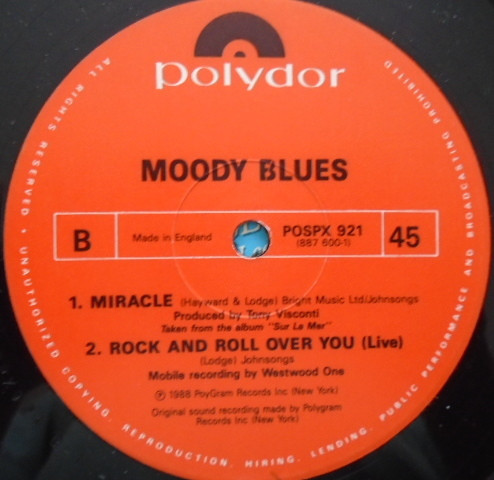 polydor
MOODY BLUES
B
Made in England
POSPX 921
(887 600-1)
45
1. MIRACLE (Hayward & Lodge) Bright Music Ltd/Johnsongs
Produced by Tony Visconti
Taken from the album "Sur La Mer"
2. ROCK AND ROLL OVER YOU (Live)
(Lodge) Johnsongs
Mobile recording by Westwood One
℗ 1988 PoyGram Records Inc (New York)
Original sound recording made by Polygram
Records Inc (New York)
ALL RIGHTS RESERVED • UNAUTHORIZED COPYING, REPRODUCTION, HIRING, LENDING, PUBLIC PERFORMANCE AND BROADCASTING PROHIBITED